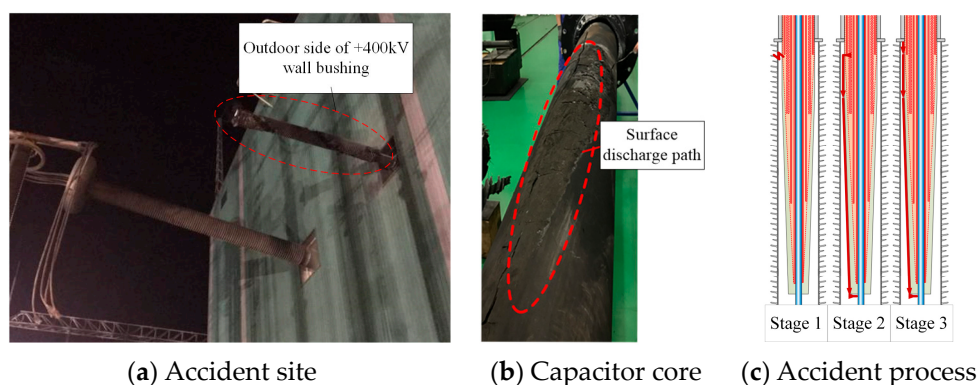 Outdoor side of +400kV
wall bushing
Surface
discharge path
Stage 1
Stage 2
Stage 3
(a) Accident site
(b) Capacitor core
(c) Accident process